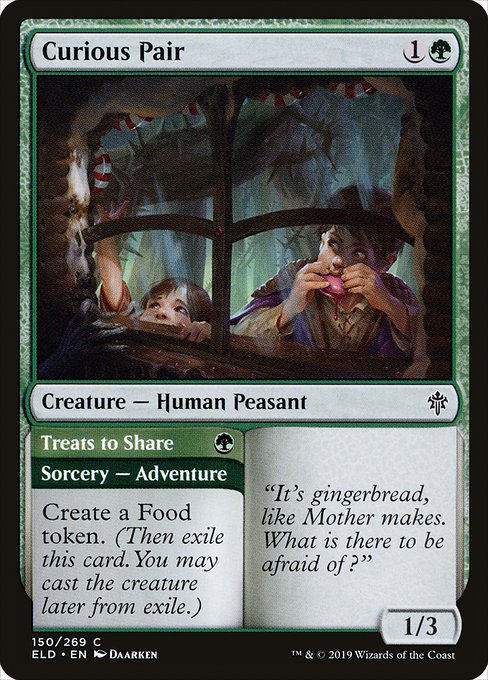 Curious Pair 1
Creature — Human Peasant
Treats to Share
Sorcery — Adventure
Create a Food
token. (Then exile
this card. You may
cast the creature
later from exile.)
“It’s gingerbread,
like Mother makes.
What is there to be
afraid of?”
1/3
150/269 C
ELD • EN Daarken
™ & © 2019 Wizards of the Coast